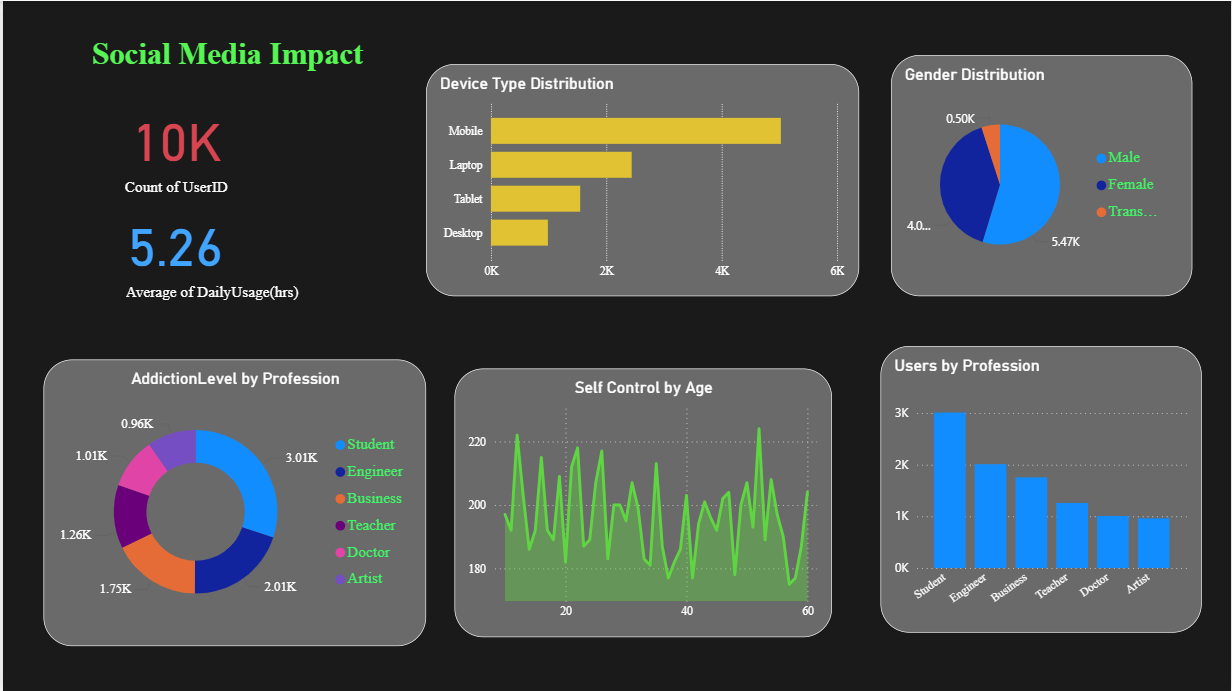 Social Media Impact
10K
Count of UserID
5.26
Average of DailyUsage(hrs)
Device Type Distribution
Mobile
Laptop
Tablet
Desktop
0K 2K 4K 6K
Gender Distribution
0.50K
4.0...
5.47K
Male
Female
Trans...
AddictionLevel by Profession
0.96K
1.01K
1.26K
1.75K
3.01K
2.01K
Student
Engineer
Business
Teacher
Doctor
Artist
Self Control by Age
220
200
180
20 40 60
Users by Profession
3K
2K
1K
0K
Student Engineer Business Teacher Doctor Artist